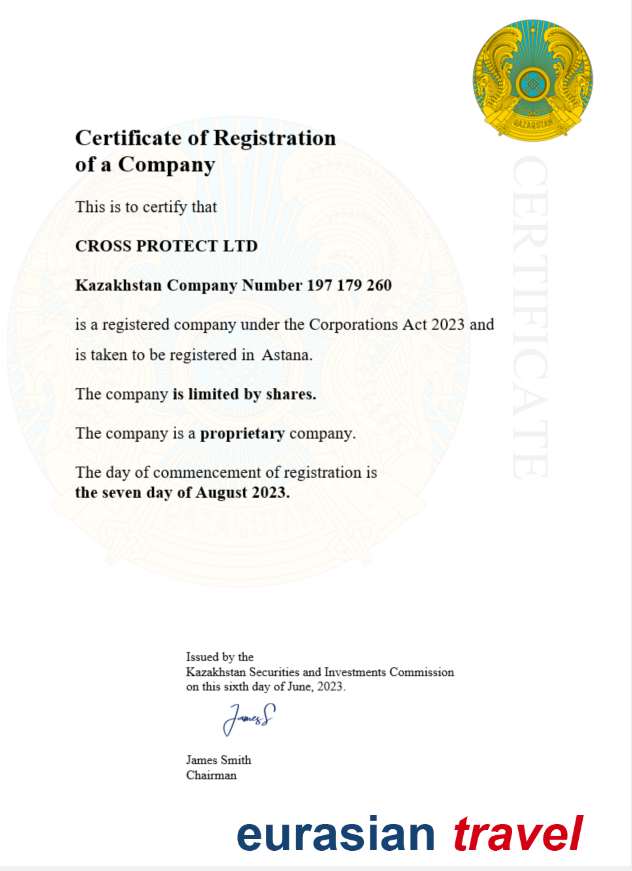 QAZAQSTAN
CERTIFICATE
Certificate of Registration
of a Company
This is to certify that
CROSS PROTECT LTD
Kazakhstan Company Number 197 179 260
is a registered company under the Corporations Act 2023 and
is taken to be registered in Astana.
The company is limited by shares.
The company is a proprietary company.
The day of commencement of registration is
the seven day of August 2023.
Issued by the
Kazakhstan Securities and Investments Commission
on this sixth day of June, 2023.
JamesS
James Smith
Chairman
eurasian travel